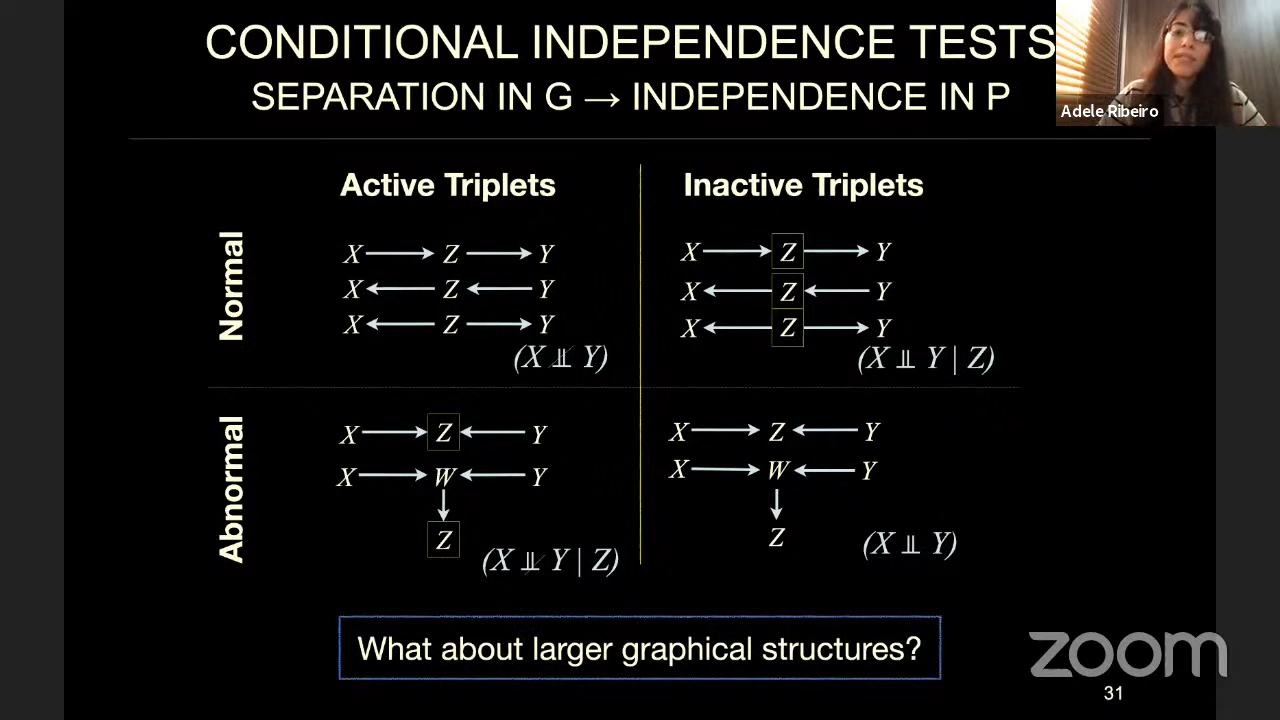 CONDITIONAL INDEPENDENCE TESTS
SEPARATION IN G → INDEPENDENCE IN P
Adele Ribeiro
Active Triplets
Inactive Triplets
Normal
X → Z → Y
X ← Z ← Y
X ← Z → Y
(X ⫫̸ Y)
X → Z → Y
X ← Z ← Y
X ← Z → Y
(X ⫫ Y | Z)
Abnormal
X → Z ← Y
X → W ← Y
↓
Z
(X ⫫̸ Y | Z)
X → Z ← Y
X → W ← Y
↓
Z
(X ⫫ Y)
What about larger graphical structures?
zoom
31